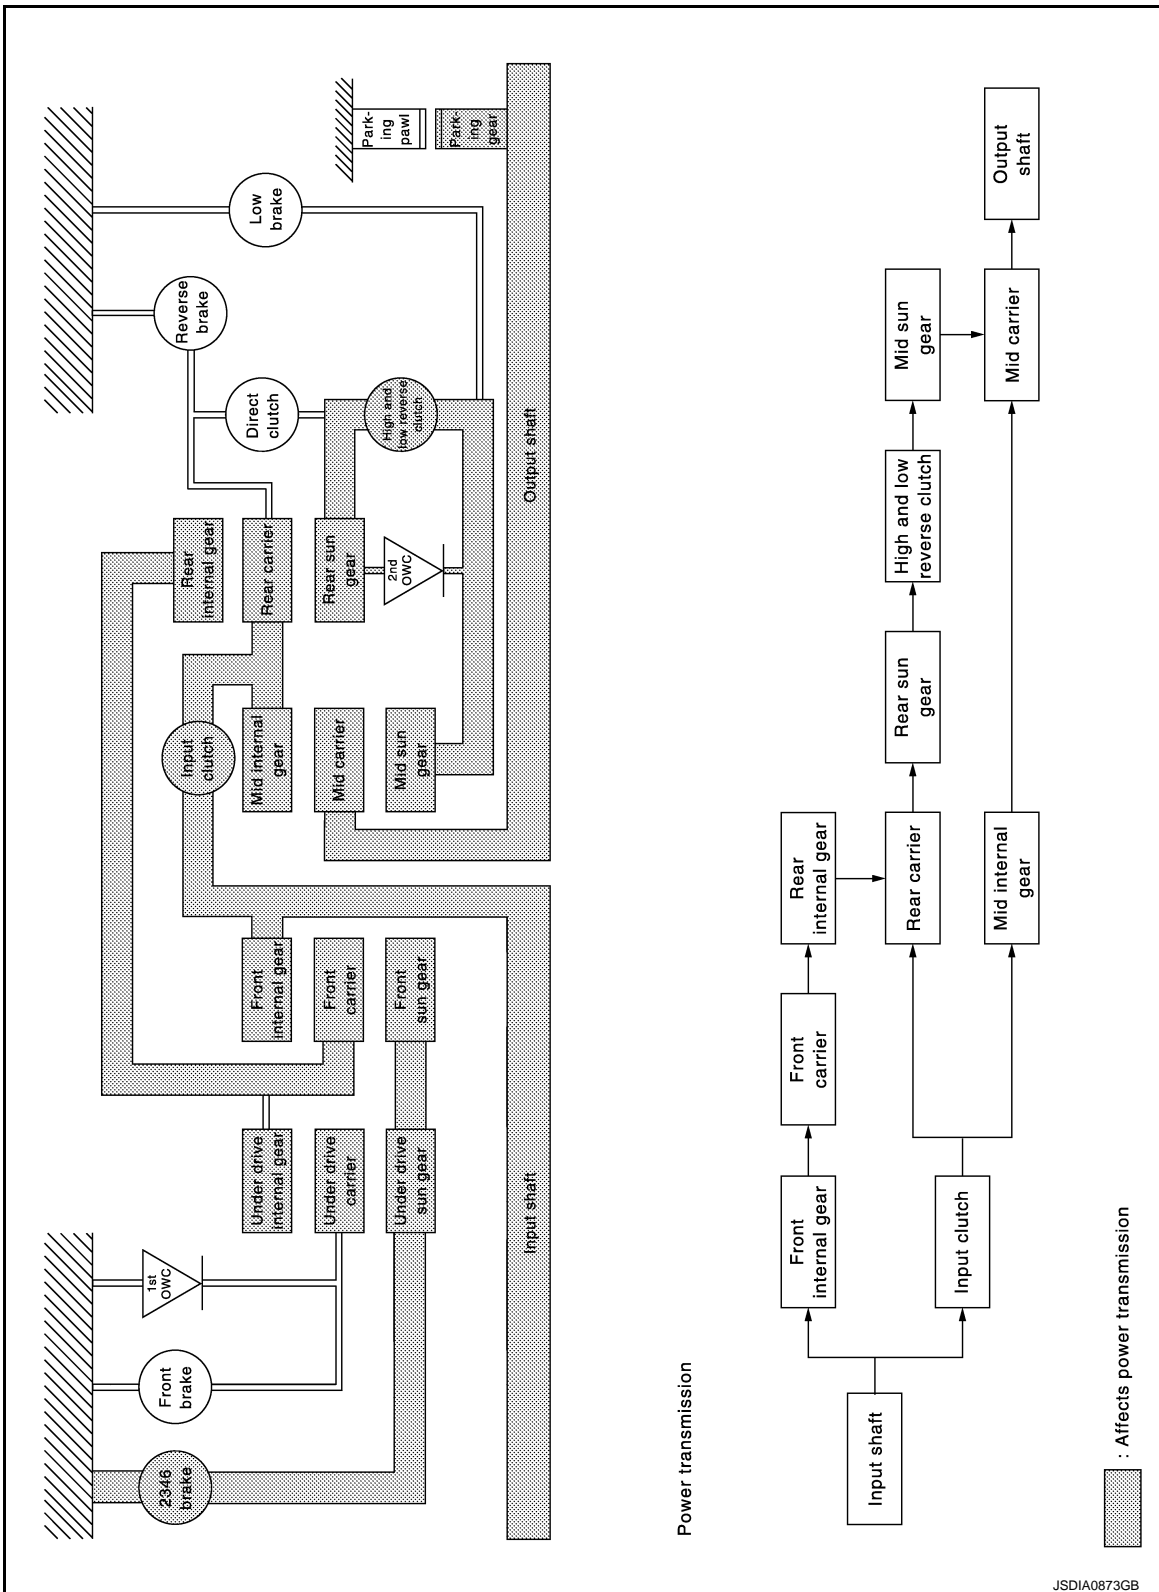 2346
brake
Front
brake
1st
OWC
Under drive
internal gear
Under drive
carrier
Under drive
sun gear
Front
internal gear
Front
carrier
Front
sun gear
Input shaft
Input
clutch
Mid internal
gear
Mid carrier
Mid sun
gear
Rear
internal gear
Rear carrier
Rear sun
gear
2nd
OWC
Direct
clutch
High and
low reverse
clutch
Reverse
brake
Low
brake
Park-
ing
pawl
Park-
ing
gear
Output shaft
Power transmission
Input shaft
Front
internal gear
Front
carrier
Rear
internal gear
Input clutch
Rear carrier
Mid internal
gear
Rear sun
gear
High and low
reverse clutch
Mid sun
gear
Mid carrier
Output
shaft
: Affects power transmission
JSDIA0873GB